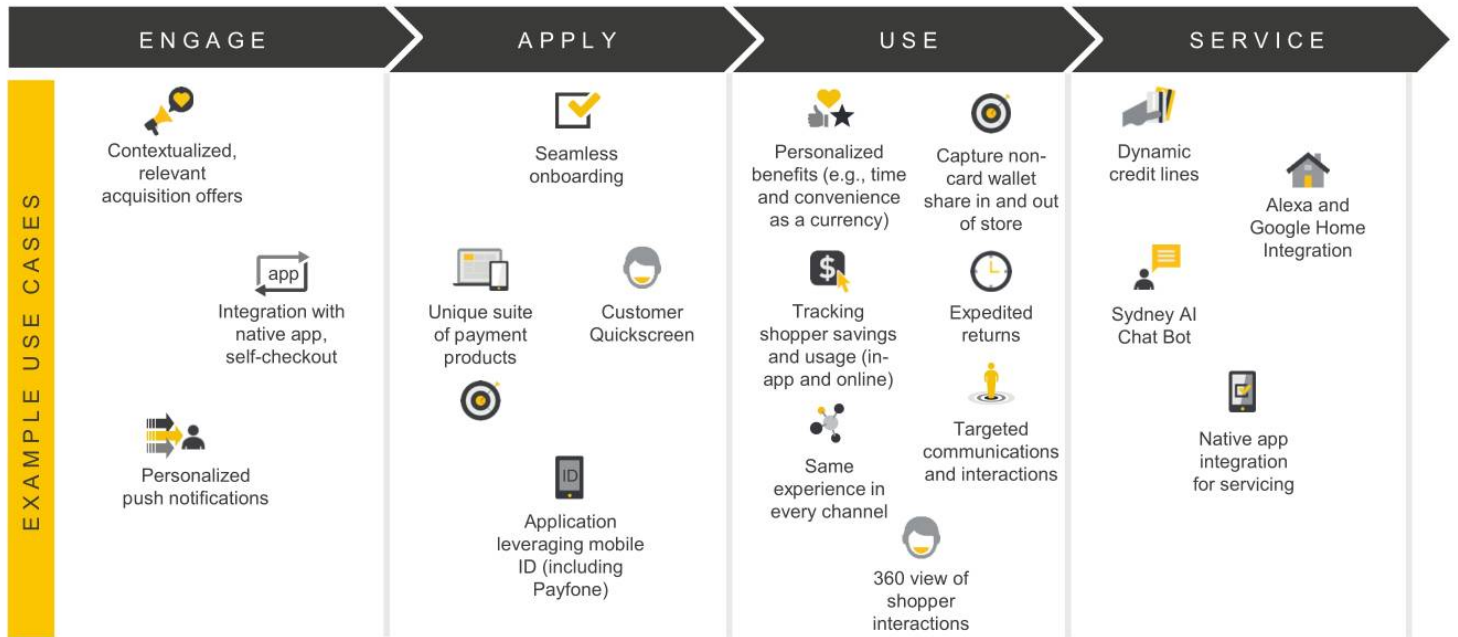 ENGAGE
APPLY
USE
SERVICE
EXAMPLE USE CASES
Contextualized,
relevant
acquisition offers
app
Integration with
native app,
self-checkout
Personalized
push notifications
Seamless
onboarding
Unique suite
of payment
products
Customer
Quickscreen
ID
Application
leveraging mobile
ID (including
Payfone)
Personalized
benefits (e.g., time
and convenience
as a currency)
Capture non-
card wallet
share in and out
of store
$
Tracking
shopper savings
and usage (in-
app and online)
Expedited
returns
Same
experience in
every channel
Targeted
communications
and interactions
360 view of
shopper
interactions
Dynamic
credit lines
Alexa and
Google Home
Integration
Sydney AI
Chat Bot
Native app
integration
for servicing